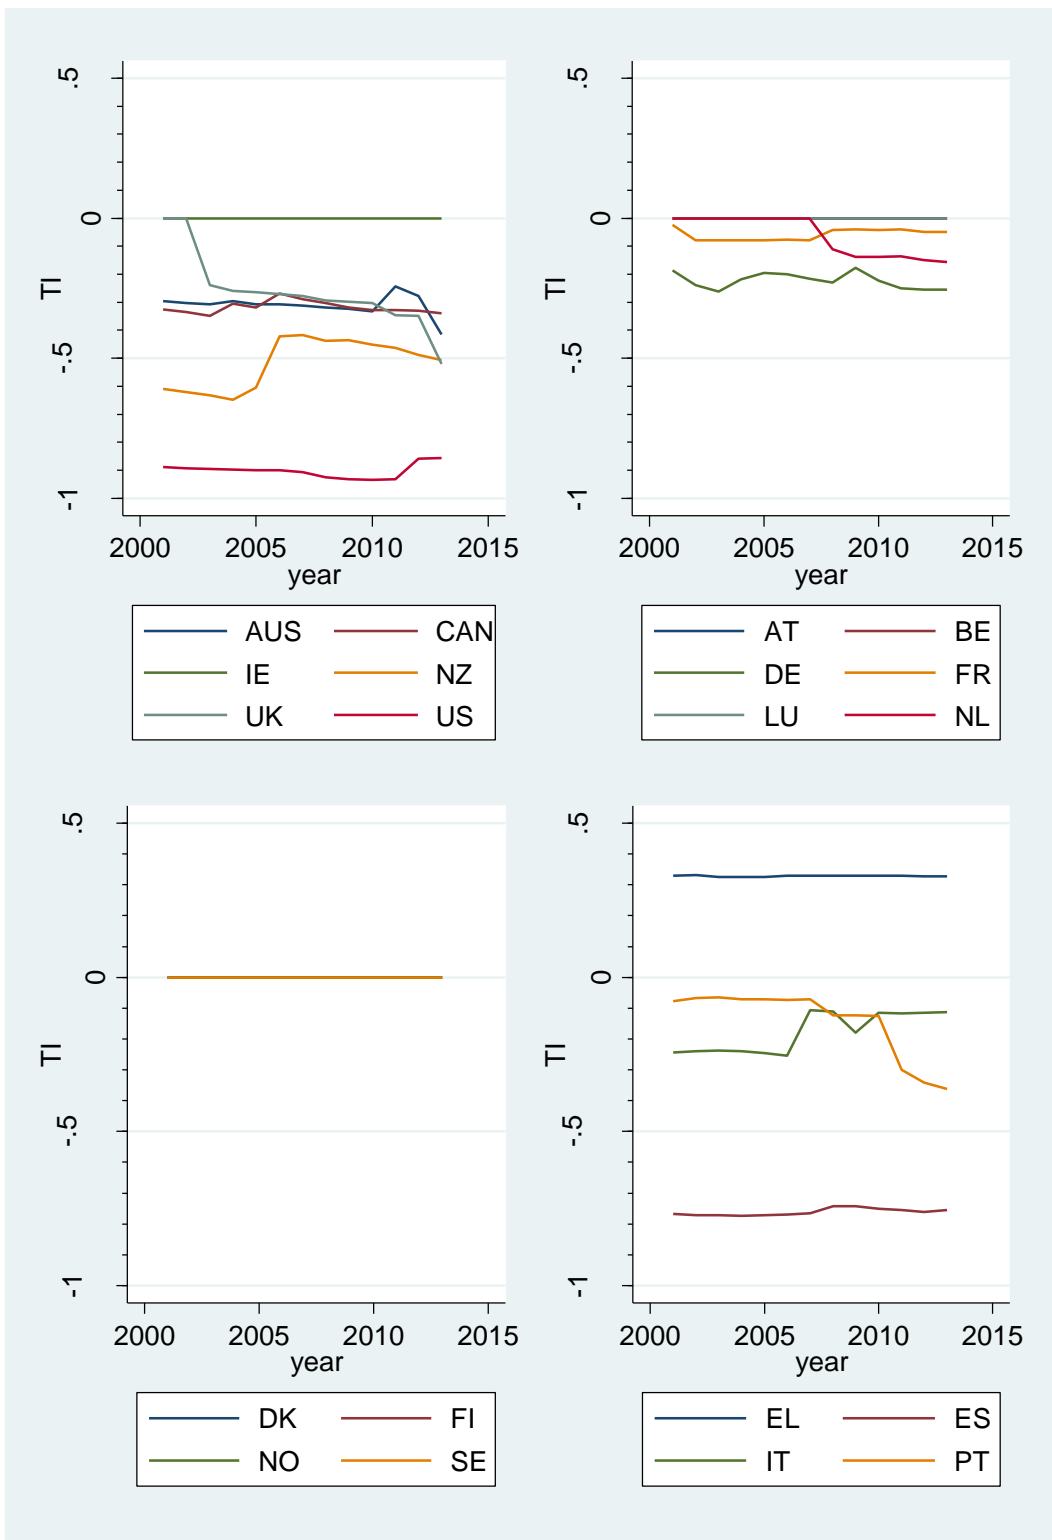 .5
0
-.5
-1
TI
2000 2005 2010 2015
year
AUS CAN
IE NZ
UK US
.5
0
-.5
-1
TI
2000 2005 2010 2015
year
AT BE
DE FR
LU NL
.5
0
-.5
-1
TI
2000 2005 2010 2015
year
DK FI
NO SE
.5
0
-.5
-1
TI
2000 2005 2010 2015
year
EL ES
IT PT